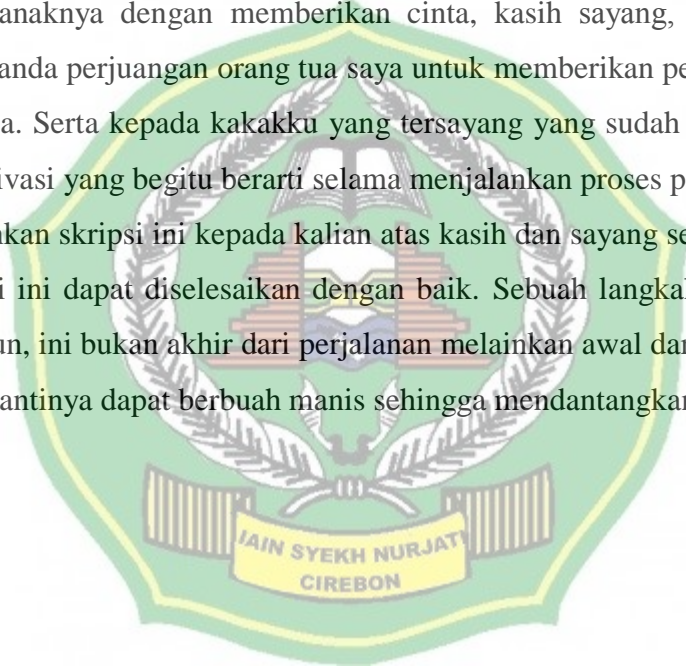 anaknya dengan memberikan cinta, kasih sayang,
anda perjuangan orang tua saya untuk memberikan pe
a. Serta kepada kakakku yang tersayang yang sudah
ivasi yang begitu berarti selama menjalankan proses p
kan skripsi ini kepada kalian atas kasih dan sayang se
i ini dapat diselesaikan dengan baik. Sebuah langka
un, ini bukan akhir dari perjalanan melainkan awal dar
antinya dapat berbuah manis sehingga mendantangkan
IAIN SYEKH NURJATI
CIREBON